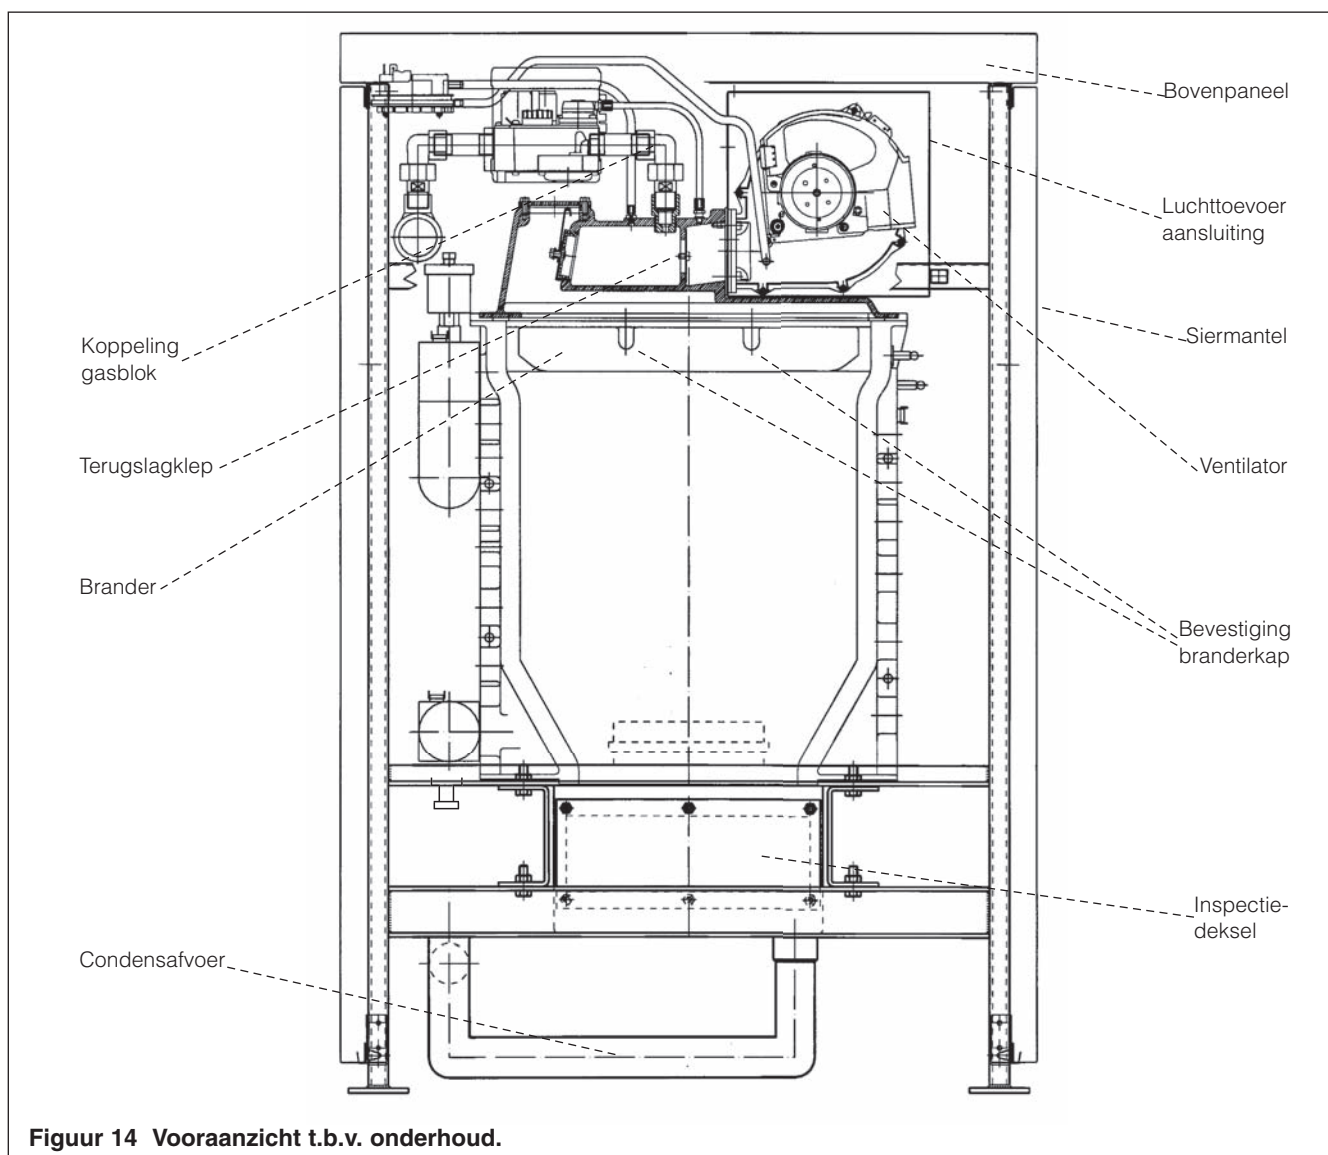 Bovenpaneel
Luchttoevoer
aansluiting
Siermantel
Koppeling
gasblok
Terugslagklep
Ventilator
Brander
Bevestiging
branderkap
Inspectie-
deksel
Condensafvoer
Figuur 14 Vooraanzicht t.b.v. onderhoud.